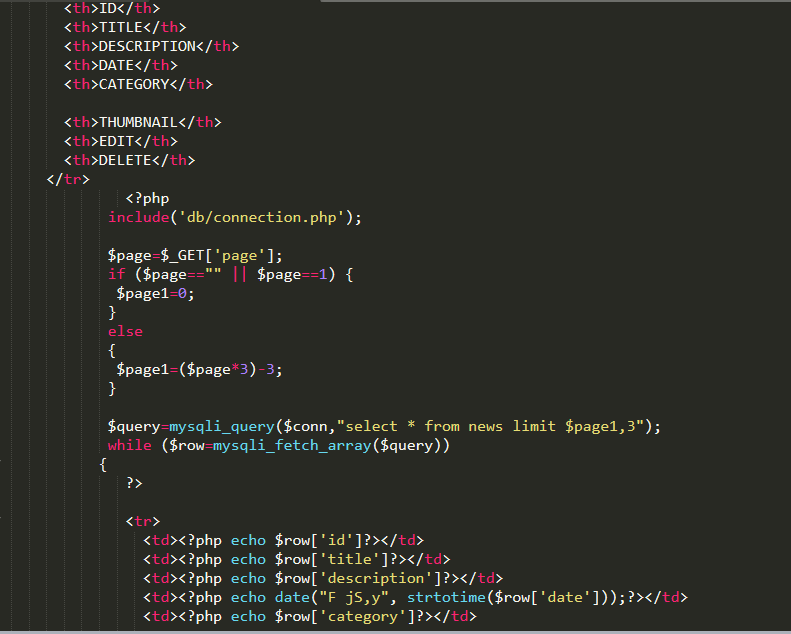 <th>ID</th>
<th>TITLE</th>
<th>DESCRIPTION</th>
<th>DATE</th>
<th>CATEGORY</th>
<th>THUMBNAIL</th>
<th>EDIT</th>
<th>DELETE</th>
</tr>
<?php
include('db/connection.php');
$page=$_GET['page'];
if ($page=="" || $page==1) {
$page1=0;
}
else
{
$page1=($page*3)-3;
}
$query=mysqli_query($conn,"select * from news limit $page1,3");
while ($row=mysqli_fetch_array($query))
{
?>
<tr>
<td><?php echo $row['id']?></td>
<td><?php echo $row['title']?></td>
<td><?php echo $row['description']?></td>
<td><?php echo date("F jS,y", strtotime($row['date']));?></td>
<td><?php echo $row['category']?></td>